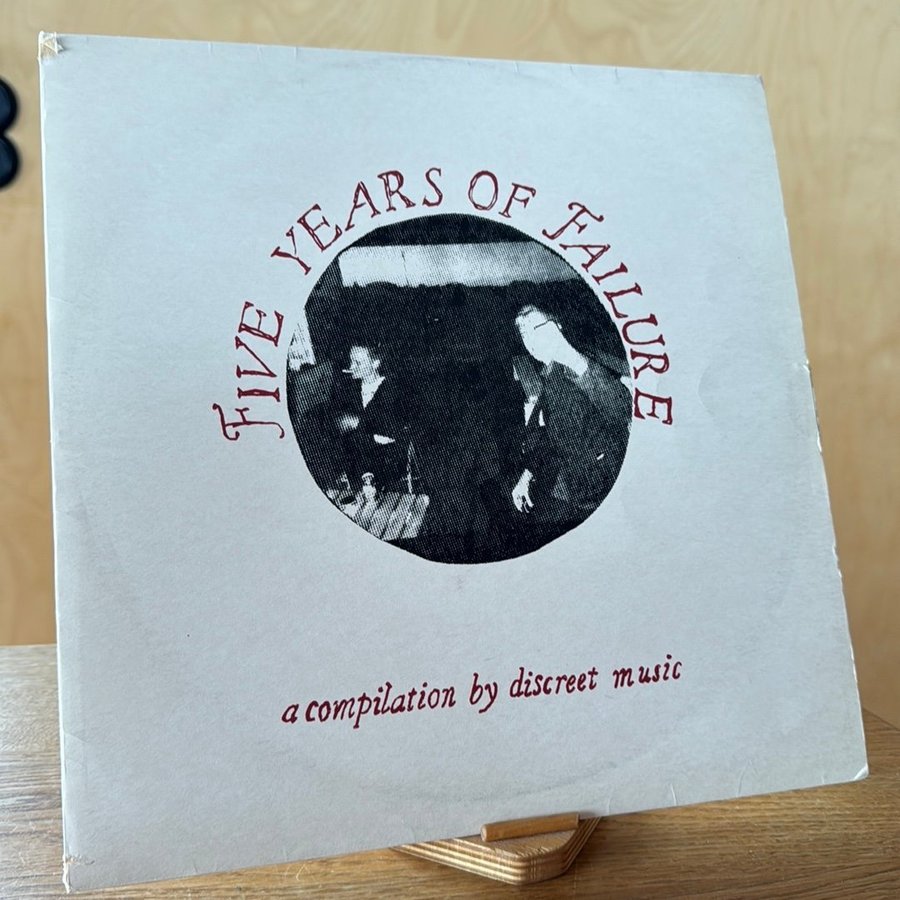 FIVE YEARS OF FAILURE
a compilation by discreet music